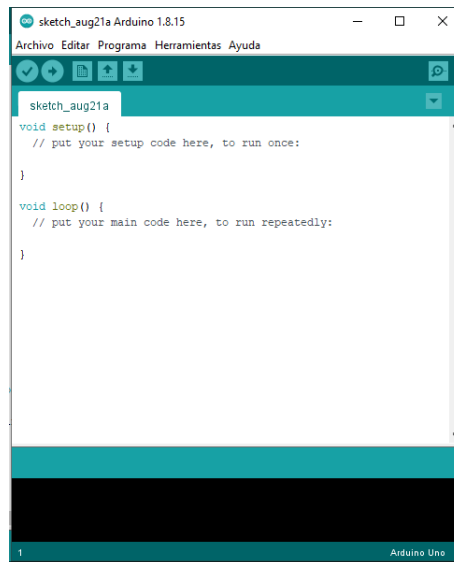 sketch_aug21a Arduino 1.8.15
Archivo Editar Programa Herramientas Ayuda
sketch_aug21a
void setup() {
  // put your setup code here, to run once:
}
void loop() {
  // put your main code here, to run repeatedly:
}
1 Arduino Uno